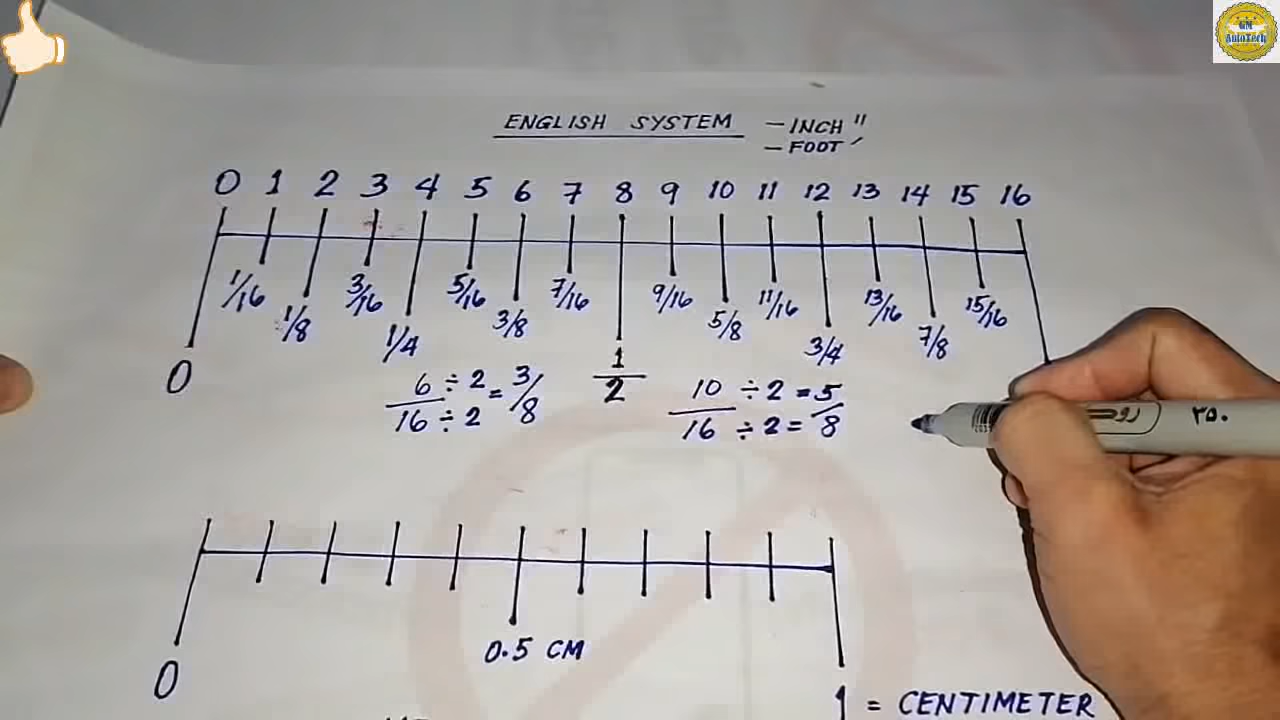 GN
AutoTech
ENGLISH SYSTEM - INCH "
- FOOT '
0 1 2 3 4 5 6 7 8 9 10 11 12 13 14 15 16
1/16 1/8 3/16 1/4 5/16 3/8 7/16 1/2 9/16 5/8 11/16 3/4 13/16 7/8 15/16
0
6 ÷ 2 = 3/8
16 ÷ 2
10 ÷ 2 = 5/8
16 ÷ 2 =
٢٥٠
0.5 CM
0
1 = CENTIMETER